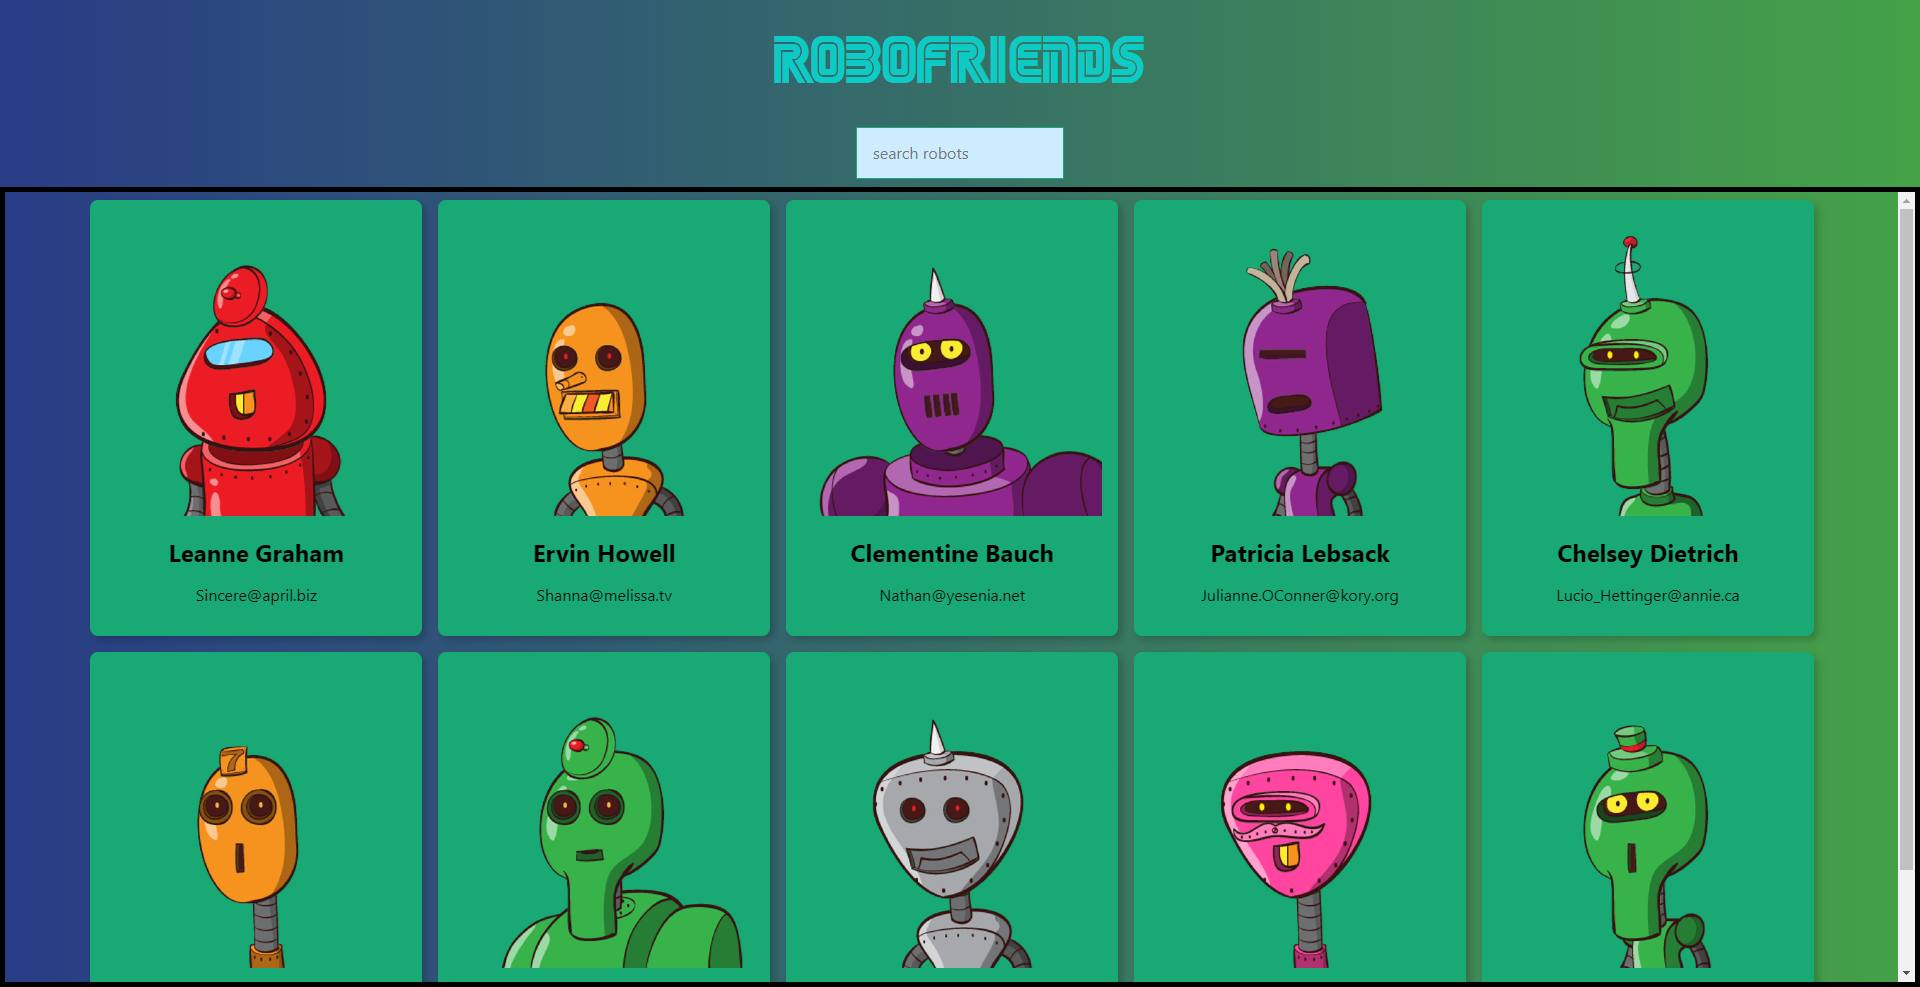 ROBOFRIENDS
search robots
Leanne Graham
Sincere@april.biz
Ervin Howell
Shanna@melissa.tv
Clementine Bauch
Nathan@yesenia.net
Patricia Lebsack
Julianne.OConner@kory.org
Chelsey Dietrich
Lucio_Hettinger@annie.ca
7